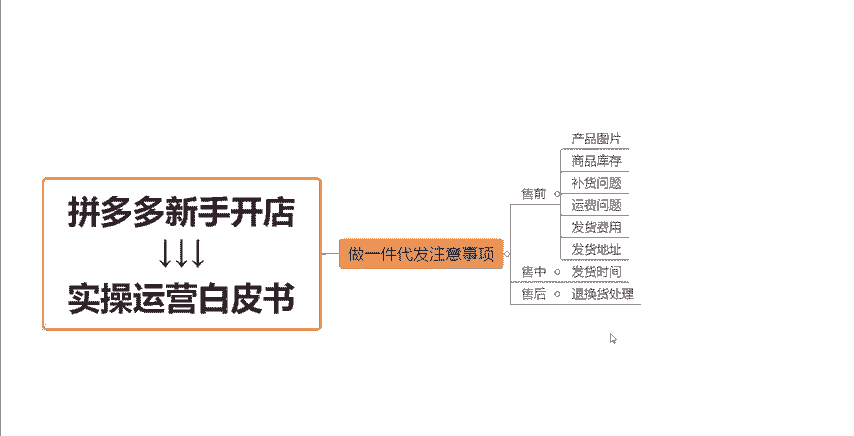 拼多多新手开店
↓↓↓
实操运营白皮书
做一件代发注意事项
售前
产品图片
商品库存
补货问题
运费问题
发货费用
发货地址
售中
发货时间
售后
退换货处理